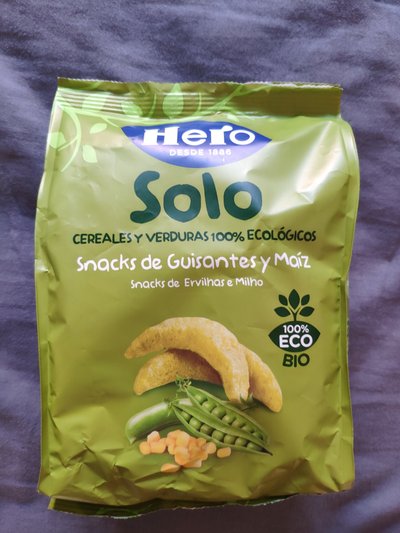 Hero
DESDE 1886
Solo
CEREALES Y VERDURAS 100% ECOLÓGICOS
Snacks de Guisantes y Maíz
Snacks de Ervilhas e Milho
100%
ECO
BIO